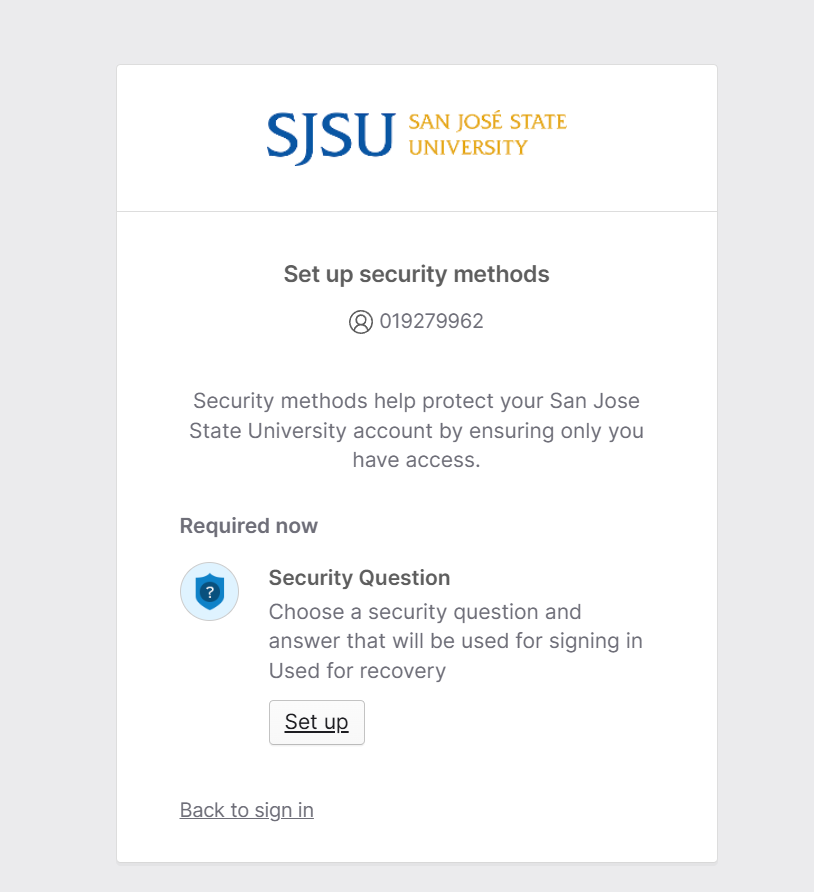 SJSU SAN JOSÉ STATE
UNIVERSITY
Set up security methods
019279962
Security methods help protect your San Jose
State University account by ensuring only you
have access.
Required now
?
Security Question
Choose a security question and
answer that will be used for signing in
Used for recovery
Set up
Back to sign in